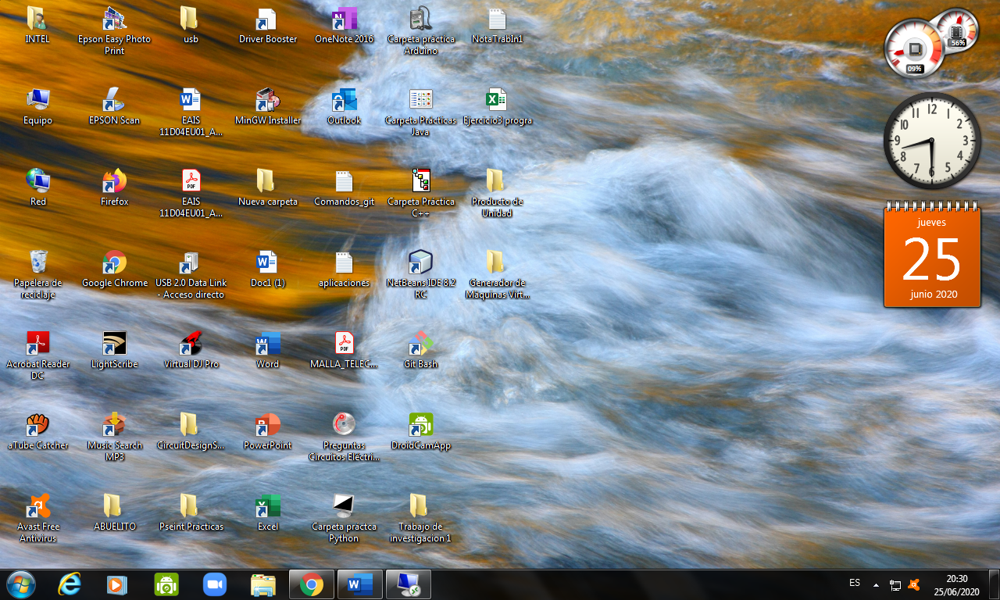 INTEL
Epson Easy Photo
Print
usb
Driver Booster
OneNote 2016
Carpeta práctica
Arduino
NotaTrabIn1
56%
09%
Equipo
EPSON Scan
EAIS
11D04EU01_A...
MinGW Installer
Outlook
Carpeta Prácticas
Java
Ejercicio3 progra
12
1
2
3
4
5
6
7
8
9
10
11
Red
Firefox
EAIS
11D04EU01_A...
Nueva carpeta
Comandos_git
Carpeta Práctica
C++
Producto de
Unidad
jueves
25
junio 2020
Papelera de
reciclaje
Google Chrome
USB 2.0 Data Link
- Acceso directo
Doc1 (1)
aplicaciones
NetBeans IDE 8.2
RC
Generador de
Maquinas Virt...
Acrobat Reader
DC
LightScribe
Virtual DJ Pro
Word
MALLA_TELEC...
Git Bash
aTube Catcher
Music Search
MP3
CircuitDesignS...
PowerPoint
Preguntas
Circuitos Eléctri...
DroidCamApp
Avast Free
Antivirus
ABUELITO
Pseint Prácticas
Excel
Carpeta práctca
Python
Trabajo de
investigacion 1
ES
20:30
25/06/2020